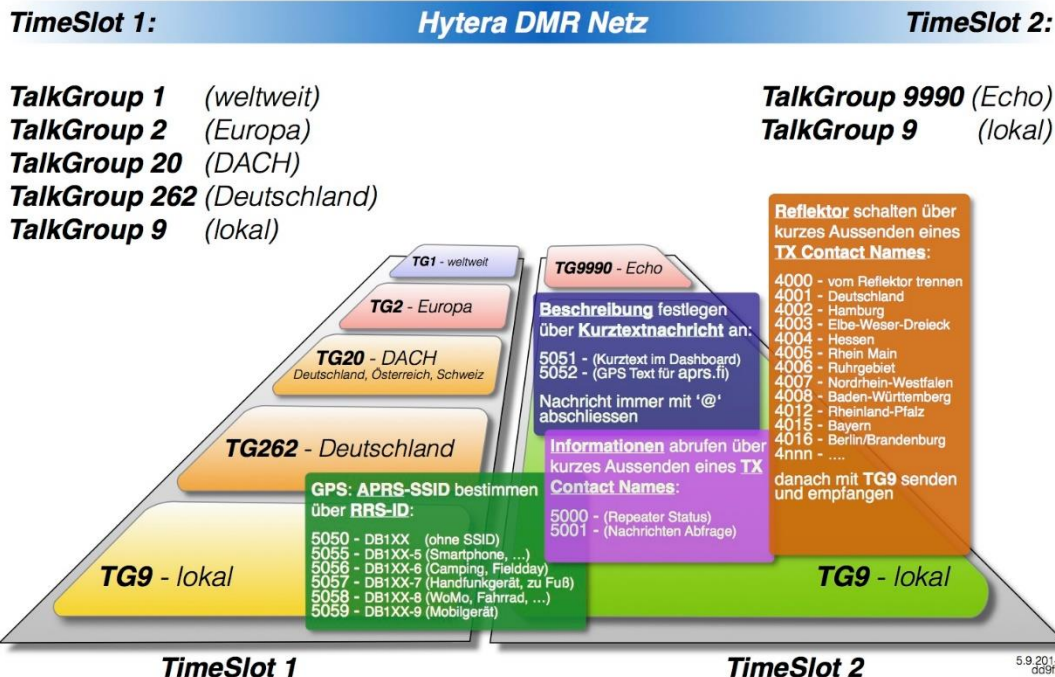 TimeSlot 1:
Hytera DMR Netz
TimeSlot 2:
TalkGroup 1 (weltweit)
TalkGroup 2 (Europa)
TalkGroup 20 (DACH)
TalkGroup 262 (Deutschland)
TalkGroup 9 (lokal)
TalkGroup 9990 (Echo)
TalkGroup 9 (lokal)
TG1 - weltweit
TG2 - Europa
TG20 - DACH
Deutschland, Österreich, Schweiz
TG262 - Deutschland
TG9 - lokal
GPS: APRS-SSID bestimmen
über RRS-ID:
5050 - DB1XX (ohne SSID)
5055 - DB1XX-5 (Smartphone, ...)
5056 - DB1XX-6 (Camping, Fieldday)
5057 - DB1XX-7 (Handfunkgerät, zu Fuß)
5058 - DB1XX-8 (WoMo, Fahrrad, ...)
5059 - DB1XX-9 (Mobilgerät)
TG9990 - Echo
Beschreibung festlegen
über Kurztextnachricht an:
5051 - (Kurztext im Dashboard)
5052 - (GPS Text für aprs.fi)
Nachricht immer mit '@'
abschliessen
Informationen abrufen über
kurzes Aussenden eines TX
Contact Names:
5000 - (Repeater Status)
5001 - (Nachrichten Abfrage)
Reflektor schalten über
kurzes Aussenden eines
TX Contact Names:
4000 - vom Reflektor trennen
4001 - Deutschland
4002 - Hamburg
4003 - Elbe-Weser-Dreieck
4004 - Hessen
4005 - Rhein Main
4006 - Ruhrgebiet
4007 - Nordrhein-Westfalen
4008 - Baden-Württemberg
4012 - Rheinland-Pfalz
4015 - Bayern
4016 - Berlin/Brandenburg
4nnn - ....
danach mit TG9 senden
und empfangen
TG9 - lokal
TimeSlot 1
TimeSlot 2